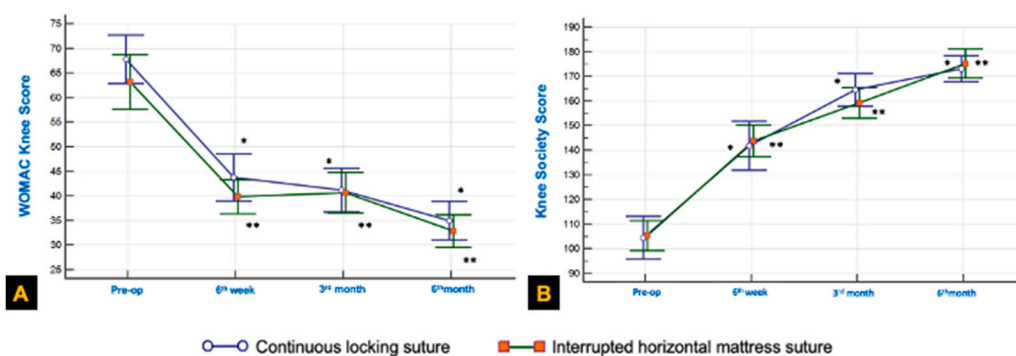 WOMAC Knee Score
75
70
65
60
55
50
45
40
35
30
25
*
**
*
**
*
**
Pre-op
6th week
3rd month
6th month
A
Knee Society Score
190
180
170
160
150
140
130
120
110
100
90
*
**
*
**
*
**
Pre-op
6th week
3rd month
6th month
B
Continuous locking suture
Interrupted horizontal mattress suture